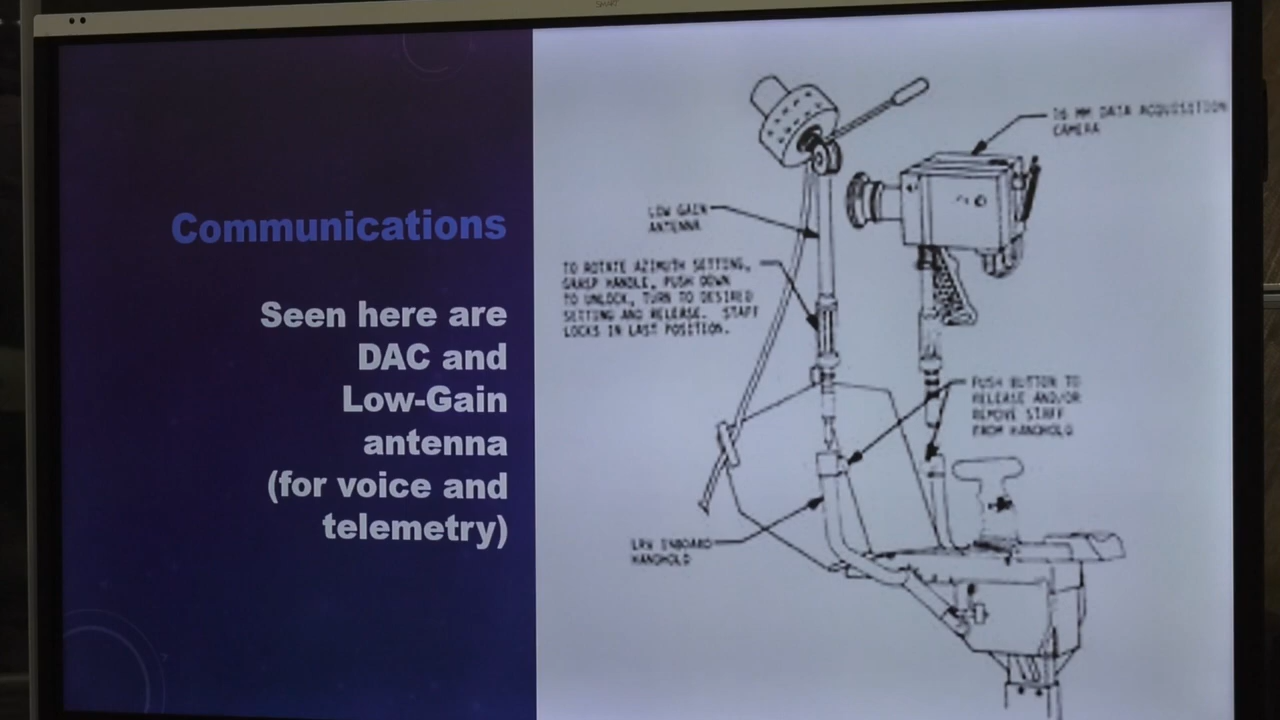 SMART
Communications
Seen here are
DAC and
Low-Gain
antenna
(for voice and
telemetry)
16 MM DATA ACQUISITION
CAMERA
LOW GAIN
ANTENNA
TO ROTATE AZIMUTH SETTING,
GRASP HANDLE, PUSH DOWN
TO UNLOCK, TURN TO DESIRED
SETTING AND RELEASE. STAFF
LOCKS IN LAST POSITION.
PUSH BUTTON TO
RELEASE AND/OR
REMOVE STAFF
FROM HANDHOLD
LRV INBOARD
HANDHOLD